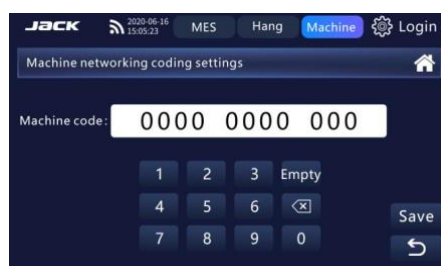 JACK 2020-06-16 MES Hang Machine Login
15:05:23
Machine networking coding settings
Machine code: 0000 0000 000
1 2 3 Empty
4 5 6
Save
7 8 9 0